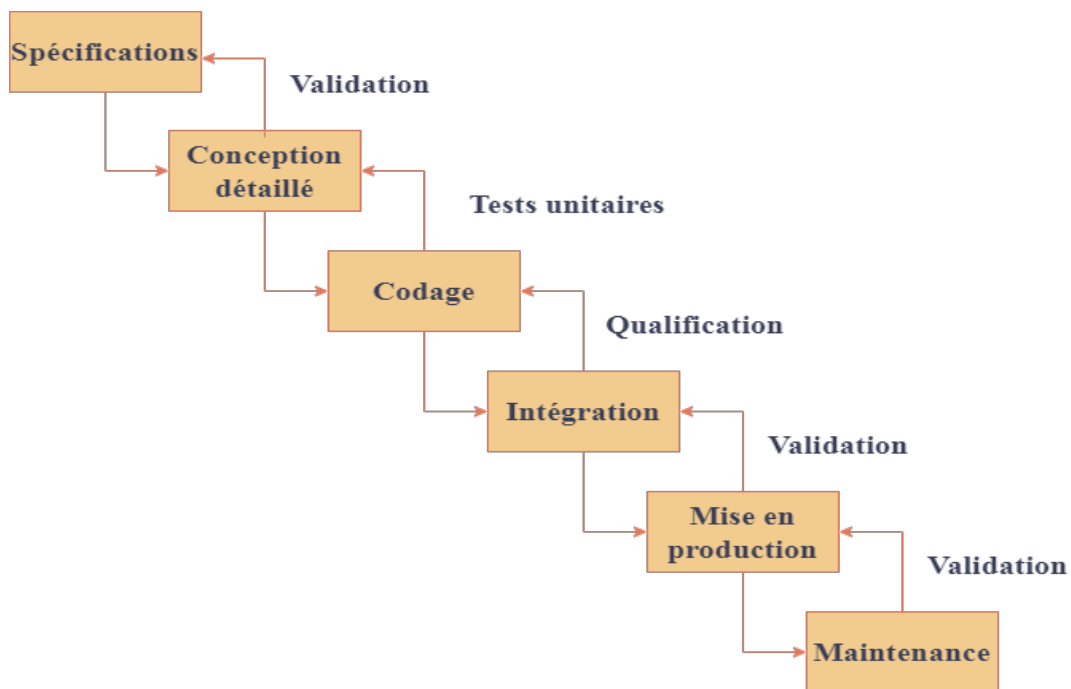 Spécifications
Validation
Conception
détaillé
Tests unitaires
Codage
Qualification
Intégration
Validation
Mise en
production
Validation
Maintenance